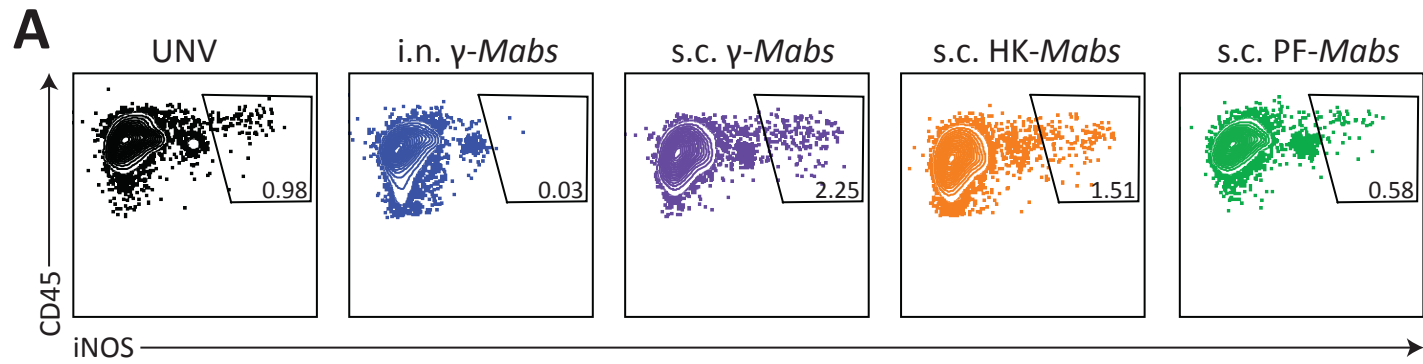 A
UNV i.n. γ-Mabs s.c. γ-Mabs s.c. HK-Mabs s.c. PF-Mabs
0.98 0.03 2.25 1.51 0.58
CD45
iNOS